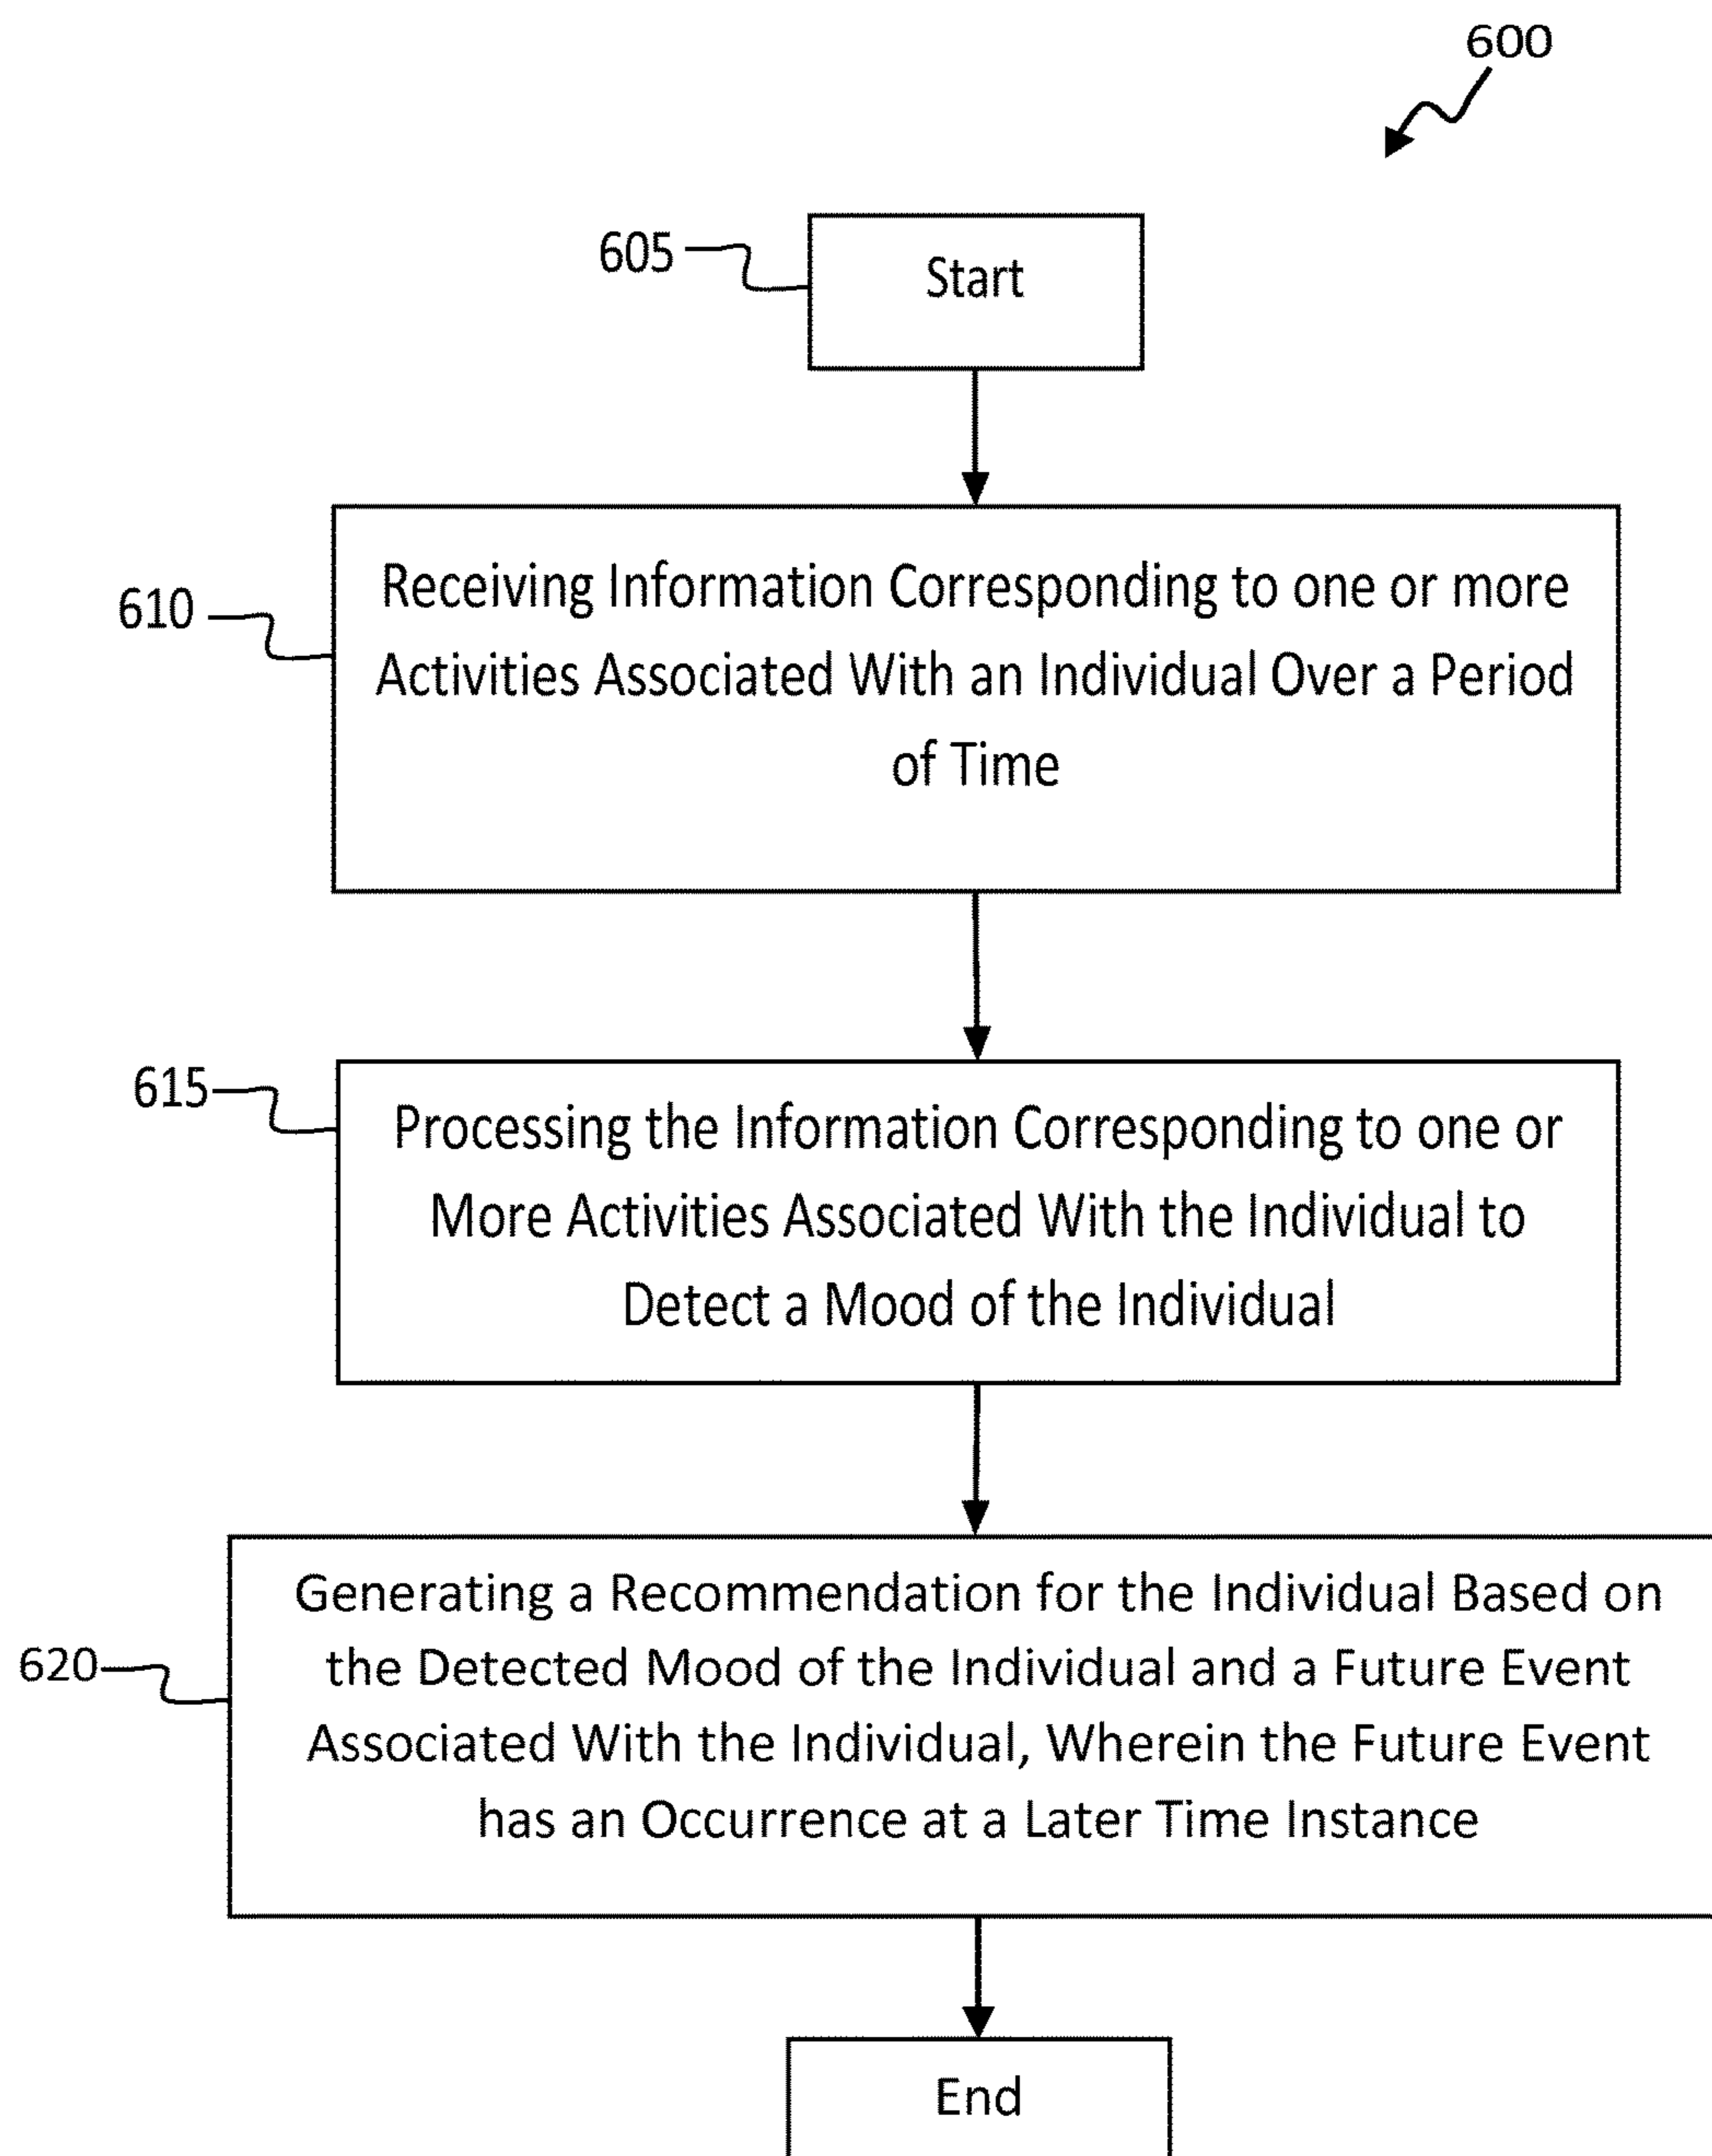 600
605
Start
610
Receiving Information Corresponding to one or more
Activities Associated With an Individual Over a Period
of Time
615
Processing the Information Corresponding to one or
More Activities Associated With the Individual to
Detect a Mood of the Individual
620
Generating a Recommendation for the Individual Based on
the Detected Mood of the Individual and a Future Event
Associated With the Individual, Wherein the Future Event
has an Occurrence at a Later Time Instance
End